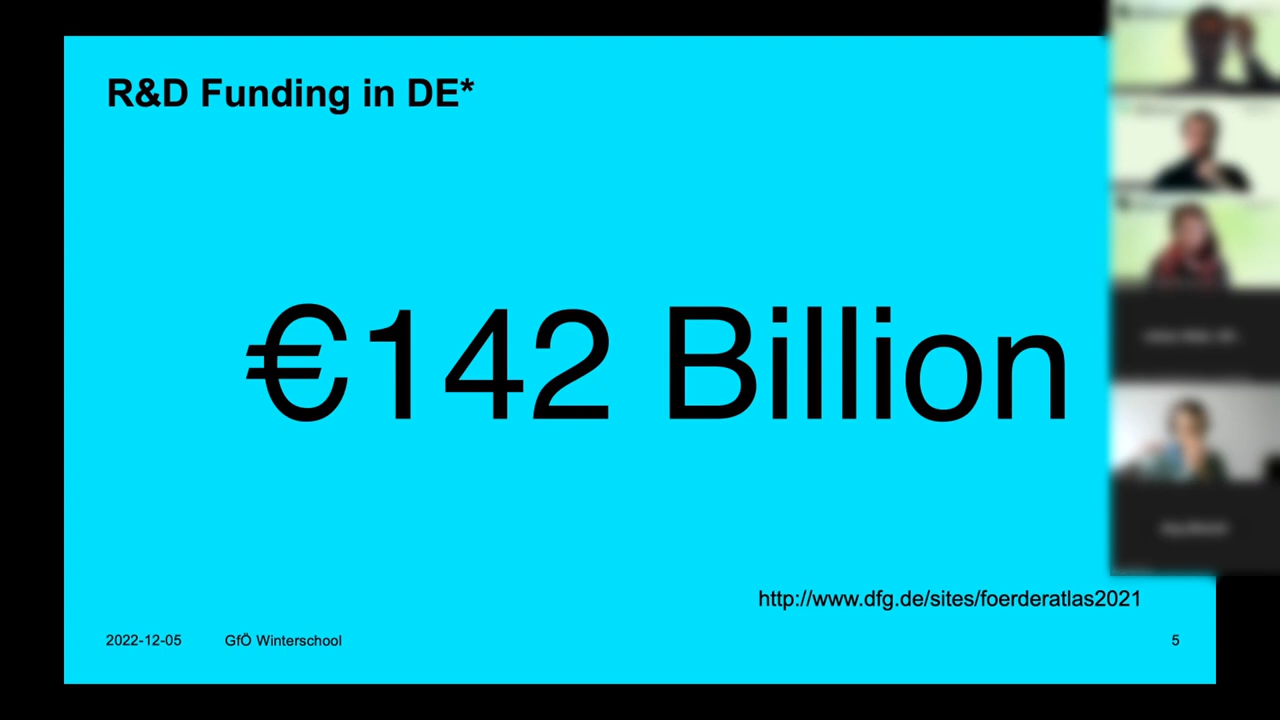 R&D Funding in DE*
€142 Billion
http://www.dfg.de/sites/foerderatlas2021
2022-12-05 GfÖ Winterschool 5